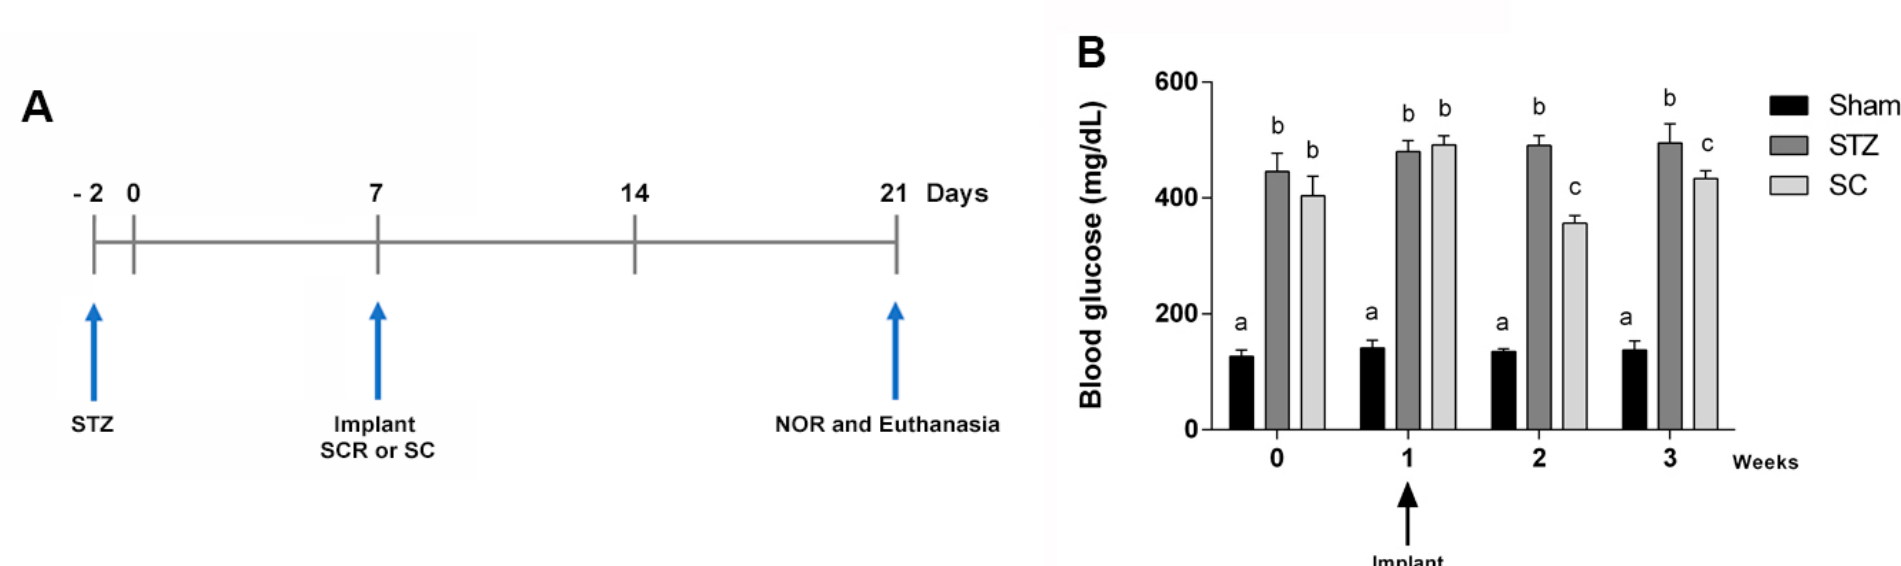 A
- 2 0 7 14 21 Days
STZ
Implant
SCR or SC
NOR and Euthanasia
B
Blood glucose (mg/dL)
600
400
200
0
a b b
a b b
a b c
a b c
0 1 2 3 Weeks
Implant
Sham
STZ
SC